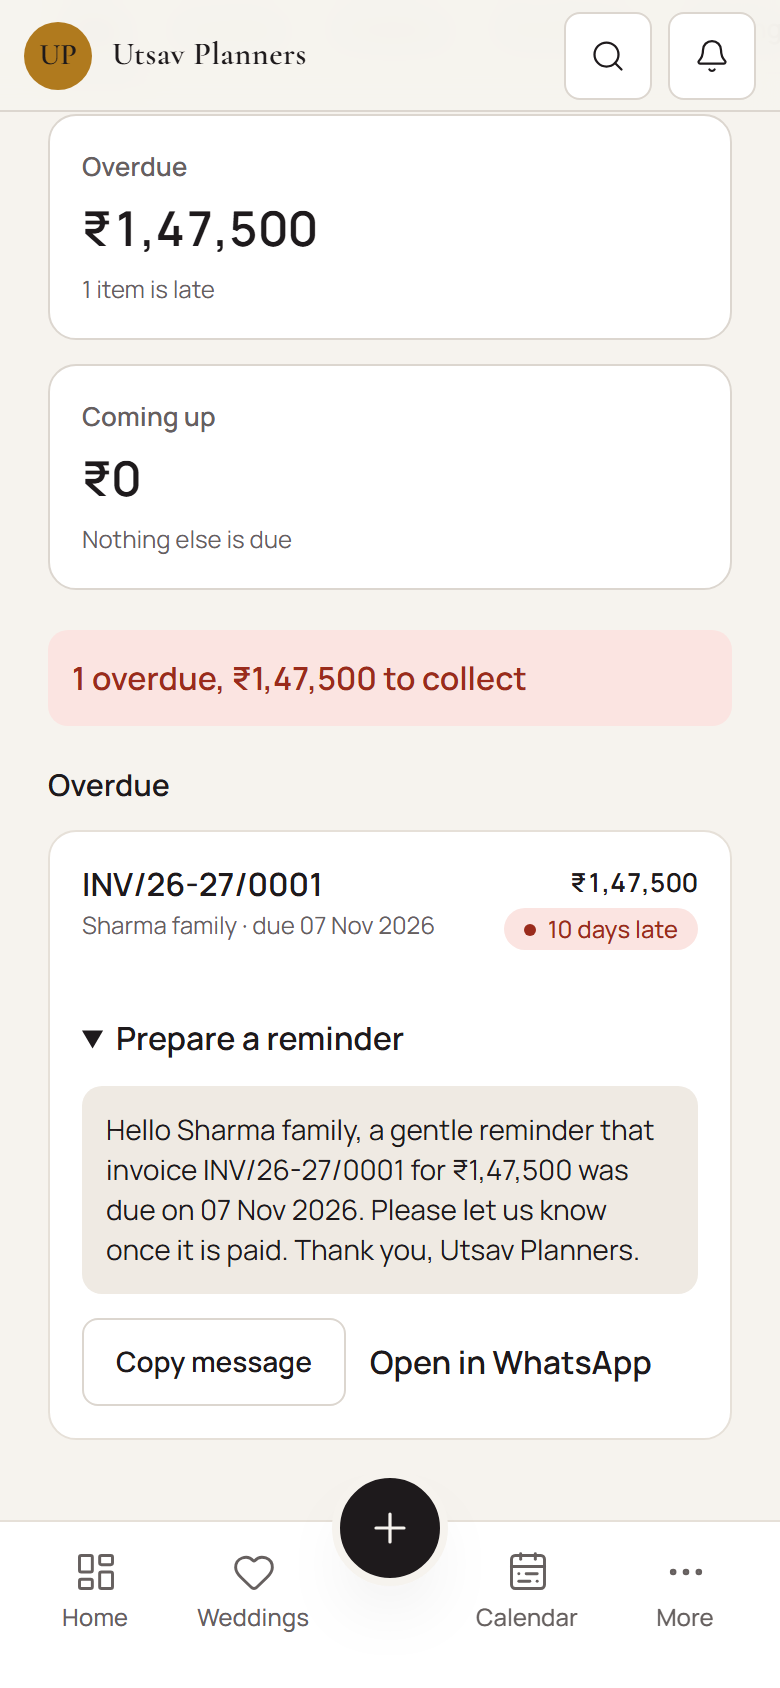 UP Utsav Planners
Overdue
₹1,47,500
1 item is late
Coming up
₹0
Nothing else is due
1 overdue, ₹1,47,500 to collect
Overdue
INV/26-27/0001 ₹1,47,500
Sharma family · due 07 Nov 2026 10 days late
Prepare a reminder
Hello Sharma family, a gentle reminder that
invoice INV/26-27/0001 for ₹1,47,500 was
due on 07 Nov 2026. Please let us know
once it is paid. Thank you, Utsav Planners.
Copy message Open in WhatsApp
Home Weddings Calendar More